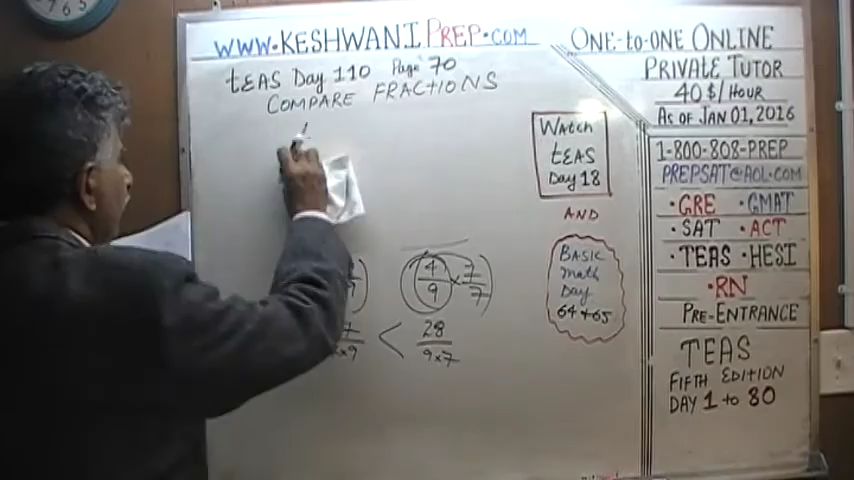 www.KESHWANIPREP.COM
tEAS Day 110 Page 70
COMPARE FRACTIONS
4/9 × 7/7
< 28/9×7
Watch
tEAS
Day 18
AND
BASIC
math
Day
64+65
ONE-to-ONE ONLINE
PRIVATE TUTOR
40$/HOUR
AS OF JAN 01, 2016
1-800-808-PREP
PREPSAT@AOL.COM
•GRE •GMAT
•SAT •ACT
•TEAS •HESI
•RN
PRE-ENTRANCE
TEAS
FIFTH EDITION
DAY 1 to 80